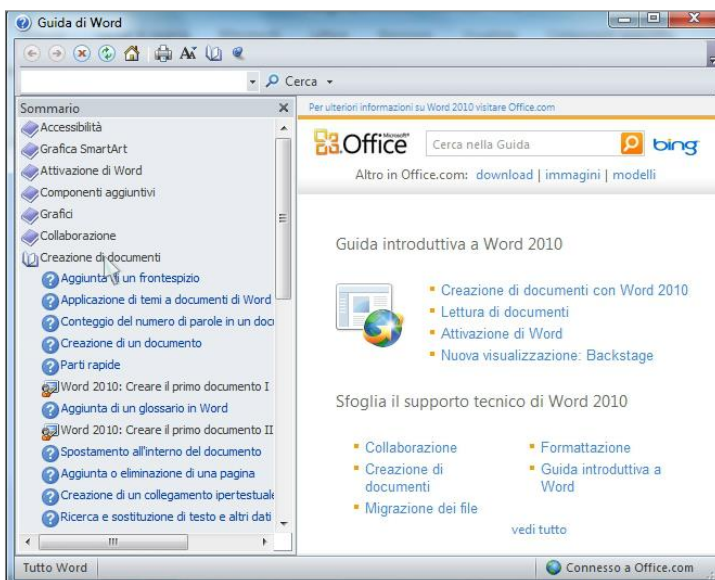 Guida di Word
Cerca
Sommario
Accessibilità
Grafica SmartArt
Attivazione di Word
Componenti aggiuntivi
Grafici
Collaborazione
Creazione di documenti
Aggiunta di un frontespizio
Applicazione di temi a documenti di Word
Conteggio del numero di parole in un docu
Creazione di un documento
Parti rapide
Word 2010: Creare il primo documento I
Aggiunta di un glossario in Word
Word 2010: Creare il primo documento II
Spostamento all'interno del documento
Aggiunta o eliminazione di una pagina
Creazione di un collegamento ipertestuale
Ricerca e sostituzione di testo e altri dati
Per ulteriori informazioni su Word 2010 visitare Office.com
Microsoft
Office Cerca nella Guida bing
Altro in Office.com: download | immagini | modelli
Guida introduttiva a Word 2010
Creazione di documenti con Word 2010
Lettura di documenti
Attivazione di Word
Nuova visualizzazione: Backstage
Sfoglia il supporto tecnico di Word 2010
Collaborazione
Creazione di
documenti
Migrazione dei file
Formattazione
Guida introduttiva a
Word
vedi tutto
Tutto Word
Connesso a Office.com